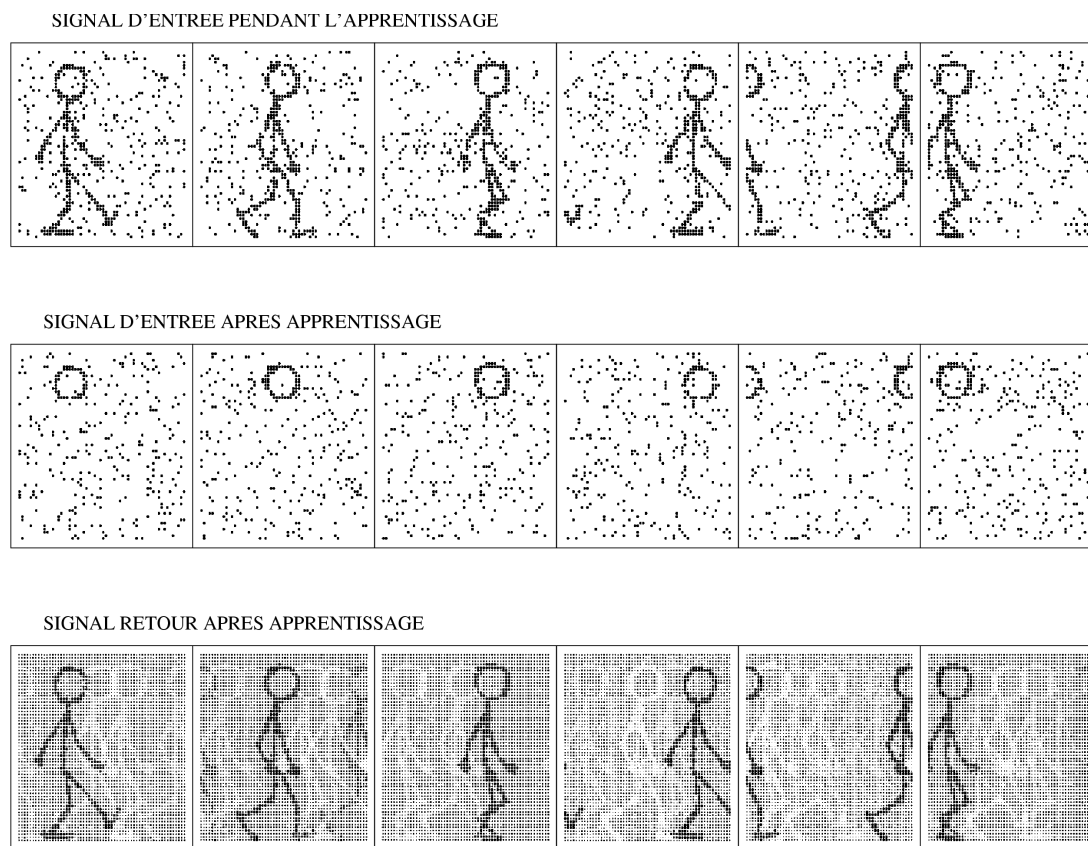 SIGNAL D'ENTREE PENDANT L'APPRENTISSAGE
SIGNAL D'ENTREE APRES APPRENTISSAGE
SIGNAL RETOUR APRES APPRENTISSAGE